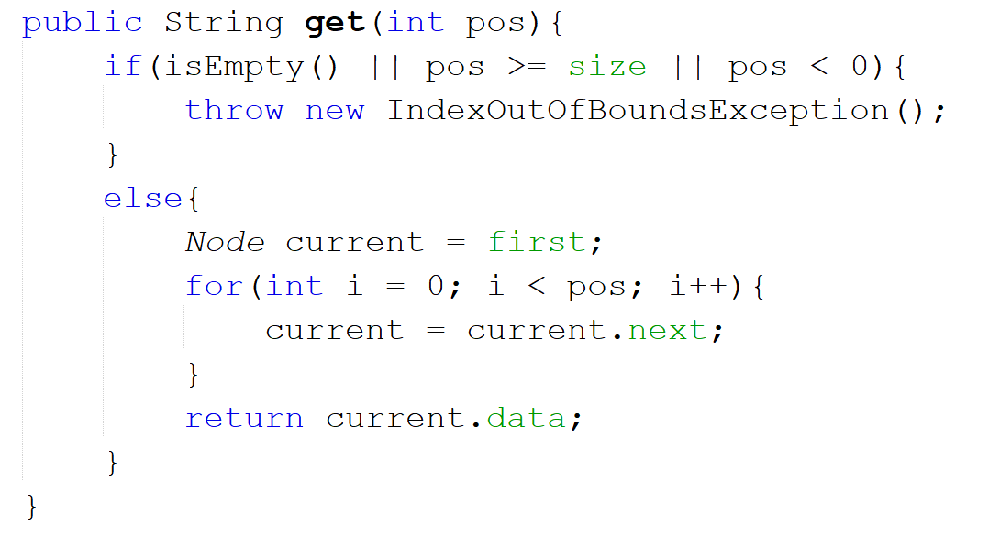 public String get(int pos){
if(isEmpty() || pos >= size || pos < 0){
throw new IndexOutOfBoundsException();
}
else{
Node current = first;
for(int i = 0; i < pos; i++){
current = current.next;
}
return current.data;
}
}